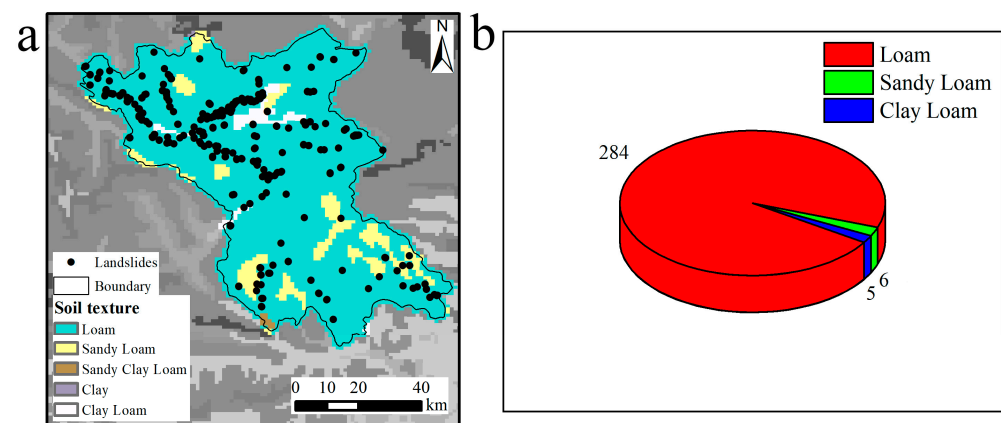 a
N
Landslides
Boundary
Soil texture
Loam
Sandy Loam
Sandy Clay Loam
Clay
Clay Loam
0 10 20 40
km
b
Loam
Sandy Loam
Clay Loam
284
6
5